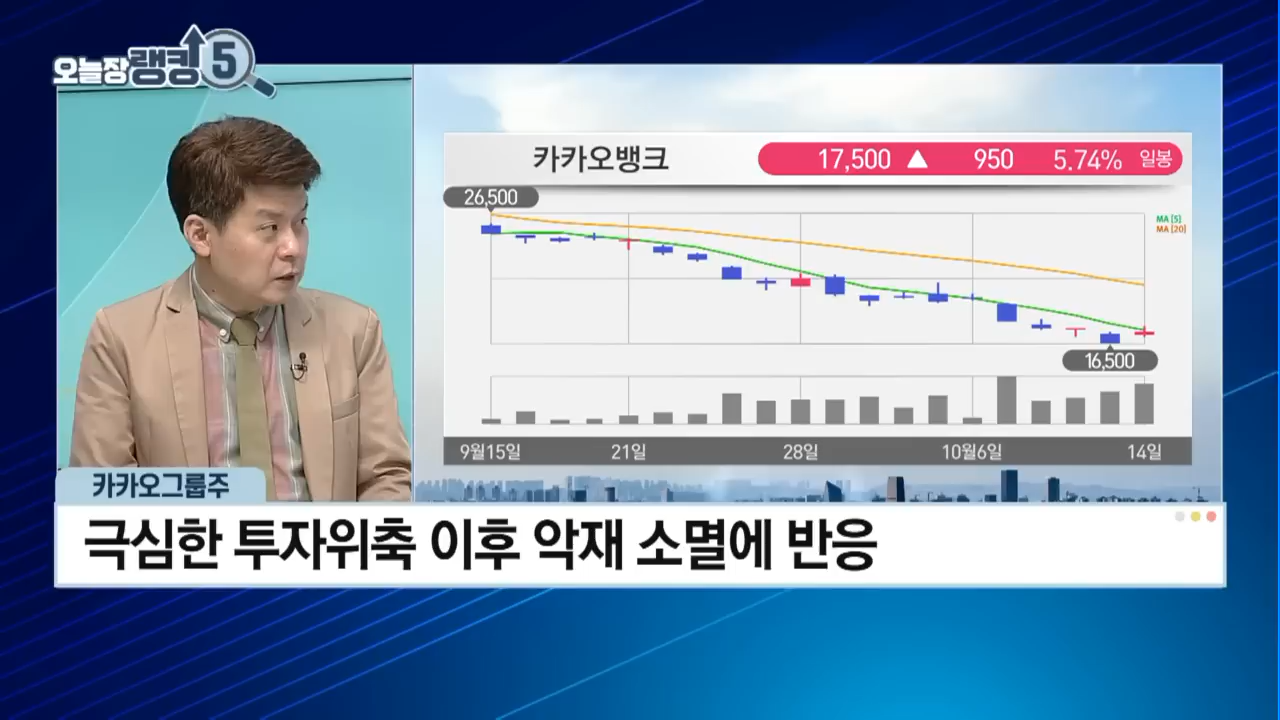 오늘장랭킹5
카카오뱅크
17,500 ▲ 950 5.74% 일봉
26,500
MA [5]
MA [20]
16,500
9월15일 21일 28일 10월6일 14일
카카오그룹주
극심한 투자위축 이후 악재 소멸에 반응